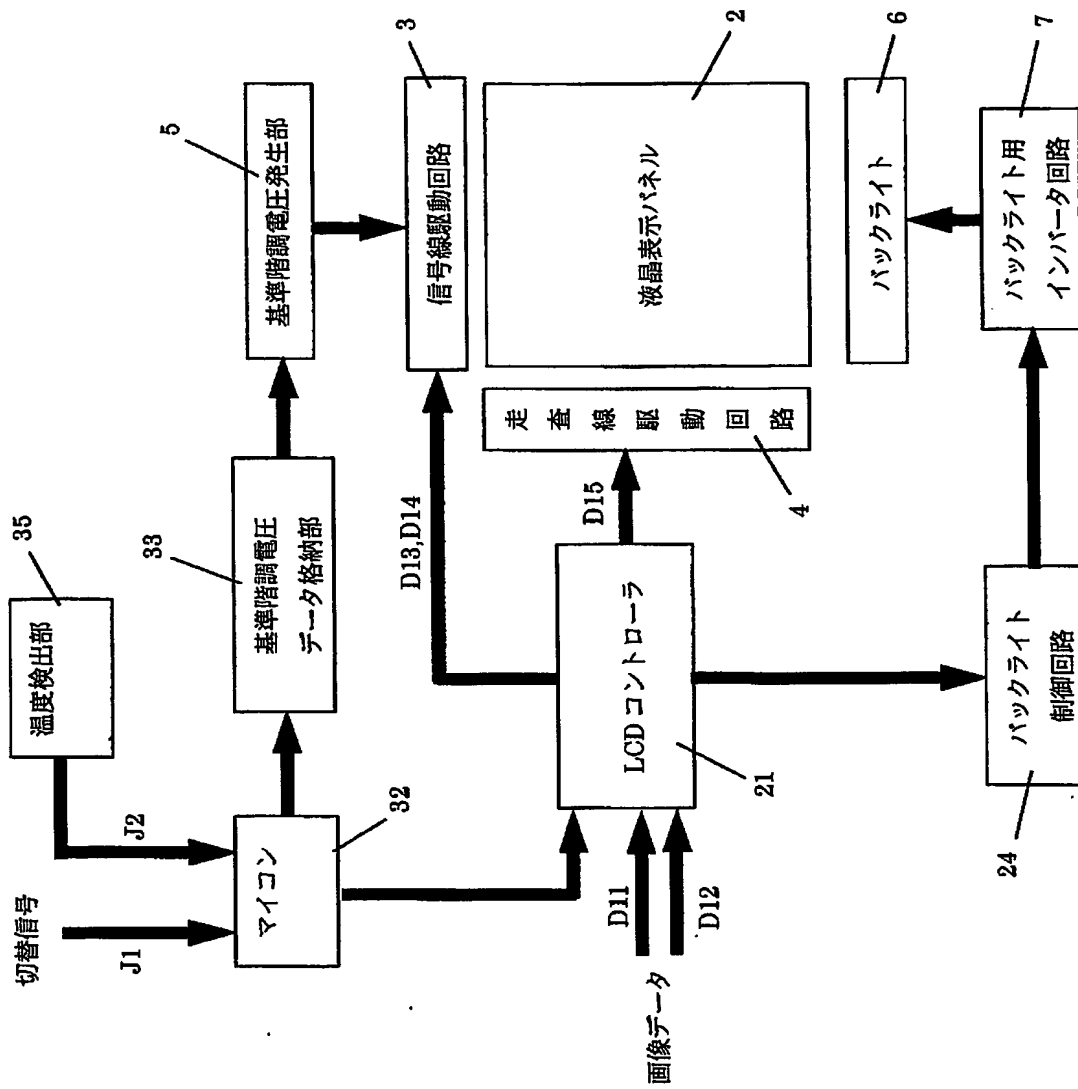 切替信号
J1
J2
温度検出部
35
マイコン
32
基準階調電圧
データ格納部
33
基準階調電圧発生部
5
D13,D14
信号線駆動回路
3
画像データ
D11
D12
LCDコントローラ
21
D15
走査線駆動回路
4
液晶表示パネル
2
バックライト
6
バックライト
制御回路
24
バックライト用
インバータ回路
7